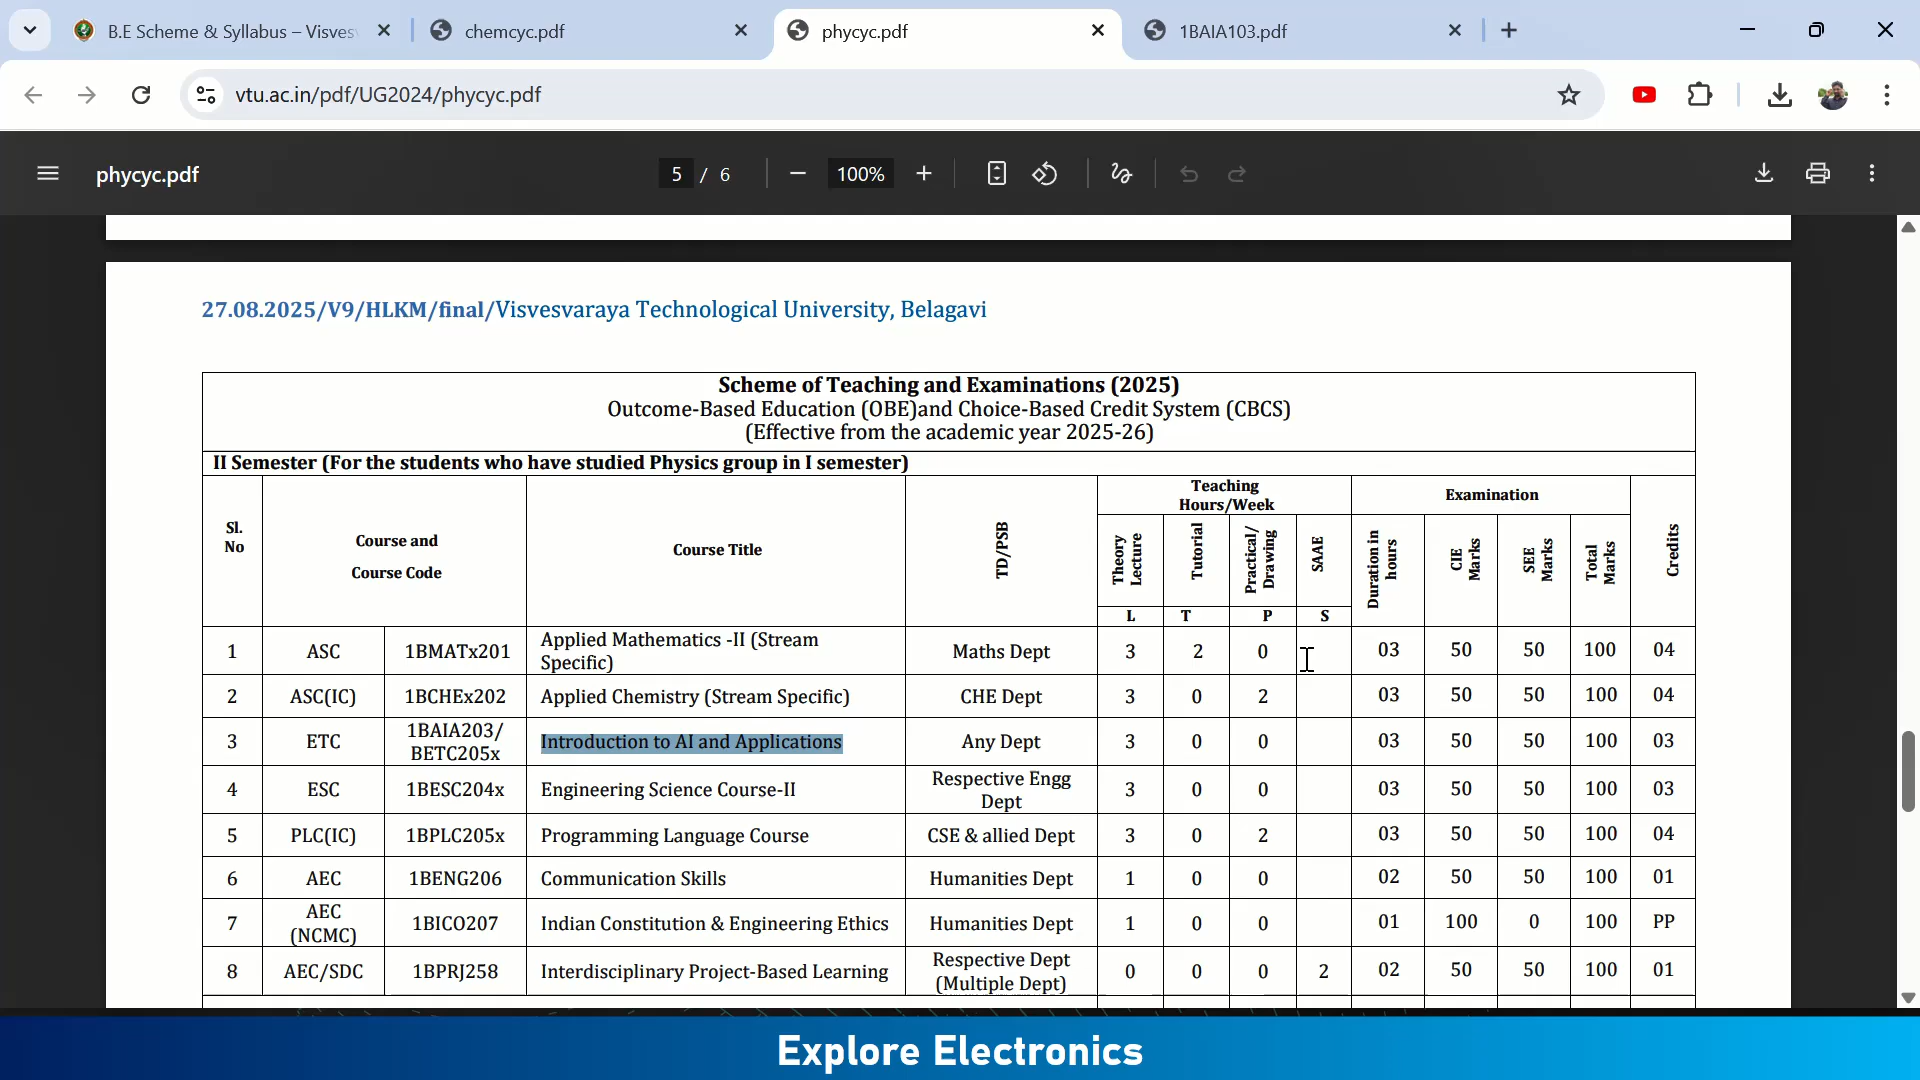 B.E Scheme & Syllabus – Visves
chemcyc.pdf
phycyc.pdf
1BAIA103.pdf
vtu.ac.in/pdf/UG2024/phycyc.pdf
phycyc.pdf
5 / 6
100%
27.08.2025/V9/HLKM/final/Visvesvaraya Technological University, Belagavi
Scheme of Teaching and Examinations (2025)
Outcome-Based Education (OBE)and Choice-Based Credit System (CBCS)
(Effective from the academic year 2025-26)
II Semester (For the students who have studied Physics group in I semester)
Sl. No
Course and Course Code
Course Title
TD/PSB
Teaching Hours/Week
Examination
Credits
Theory Lecture
Tutorial
Practical/ Drawing
SAAE
Duration in hours
CIE Marks
SEE Marks
Total Marks
L T P S
1 ASC 1BMATx201 Applied Mathematics -II (Stream Specific) Maths Dept 3 2 0 03 50 50 100 04
2 ASC(IC) 1BCHEx202 Applied Chemistry (Stream Specific) CHE Dept 3 0 2 03 50 50 100 04
3 ETC 1BAIA203/ BETC205x Introduction to AI and Applications Any Dept 3 0 0 03 50 50 100 03
4 ESC 1BESC204x Engineering Science Course-II Respective Engg Dept 3 0 0 03 50 50 100 03
5 PLC(IC) 1BPLC205x Programming Language Course CSE & allied Dept 3 0 2 03 50 50 100 04
6 AEC 1BENG206 Communication Skills Humanities Dept 1 0 0 02 50 50 100 01
7 AEC (NCMC) 1BICO207 Indian Constitution & Engineering Ethics Humanities Dept 1 0 0 01 100 0 100 PP
8 AEC/SDC 1BPRJ258 Interdisciplinary Project-Based Learning Respective Dept (Multiple Dept) 0 0 0 2 02 50 50 100 01
Explore Electronics